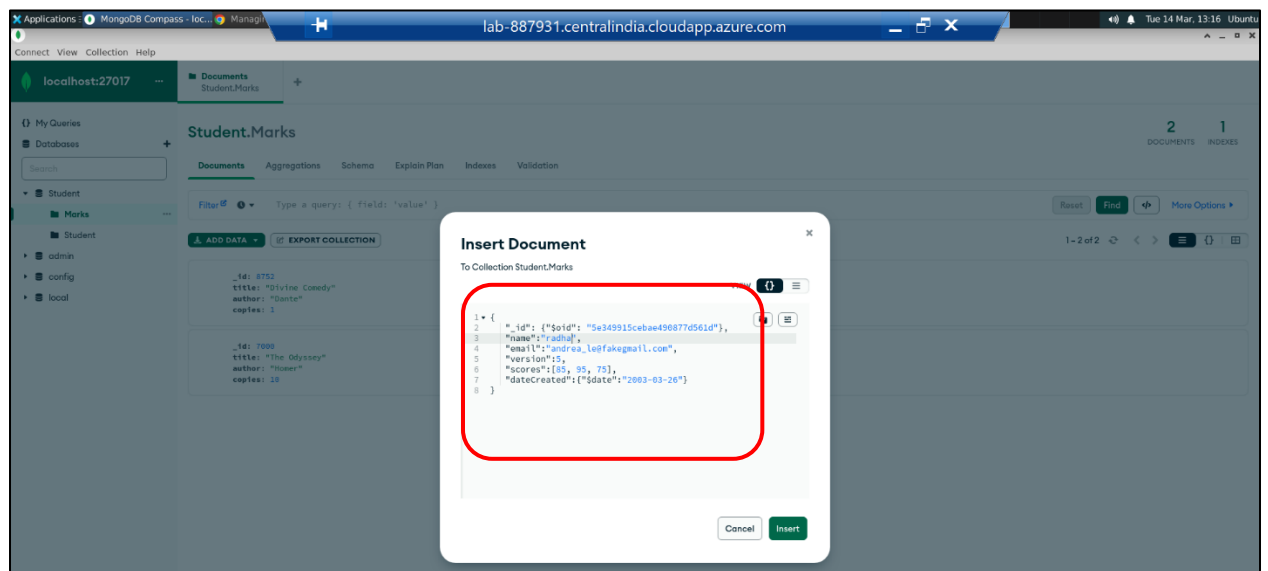 Applications : MongoDB Compass - loc... Managin
lab-887931.centralindia.cloudapp.azure.com
Tue 14 Mar, 13:16 Ubuntu
Connect View Collection Help
localhost:27017 ...
Documents
Student.Marks
+
My Queries
Databases +
Search
Student
Marks ...
Student
admin
config
local
Student.Marks
2 1
DOCUMENTS INDEXES
Documents Aggregations Schema Explain Plan Indexes Validation
Filter Type a query: { field: 'value' }
Reset Find </> More Options
ADD DATA EXPORT COLLECTION
1-2 of 2 < > {}
_id: 8752
title: "Divine Comedy"
author: "Dante"
copies: 1
_id: 7000
title: "The Odyssey"
author: "Homer"
copies: 10
Insert Document
To Collection Student.Marks
VIEW {}
1 {
2 "_id": {"$oid": "5e349915cebae490877d561d"},
3 "name":"radha",
4 "email":"andrea_le@fakegmail.com",
5 "version":5,
6 "scores":[85, 95, 75],
7 "dateCreated":{"$date":"2003-03-26"}
8 }
Cancel Insert